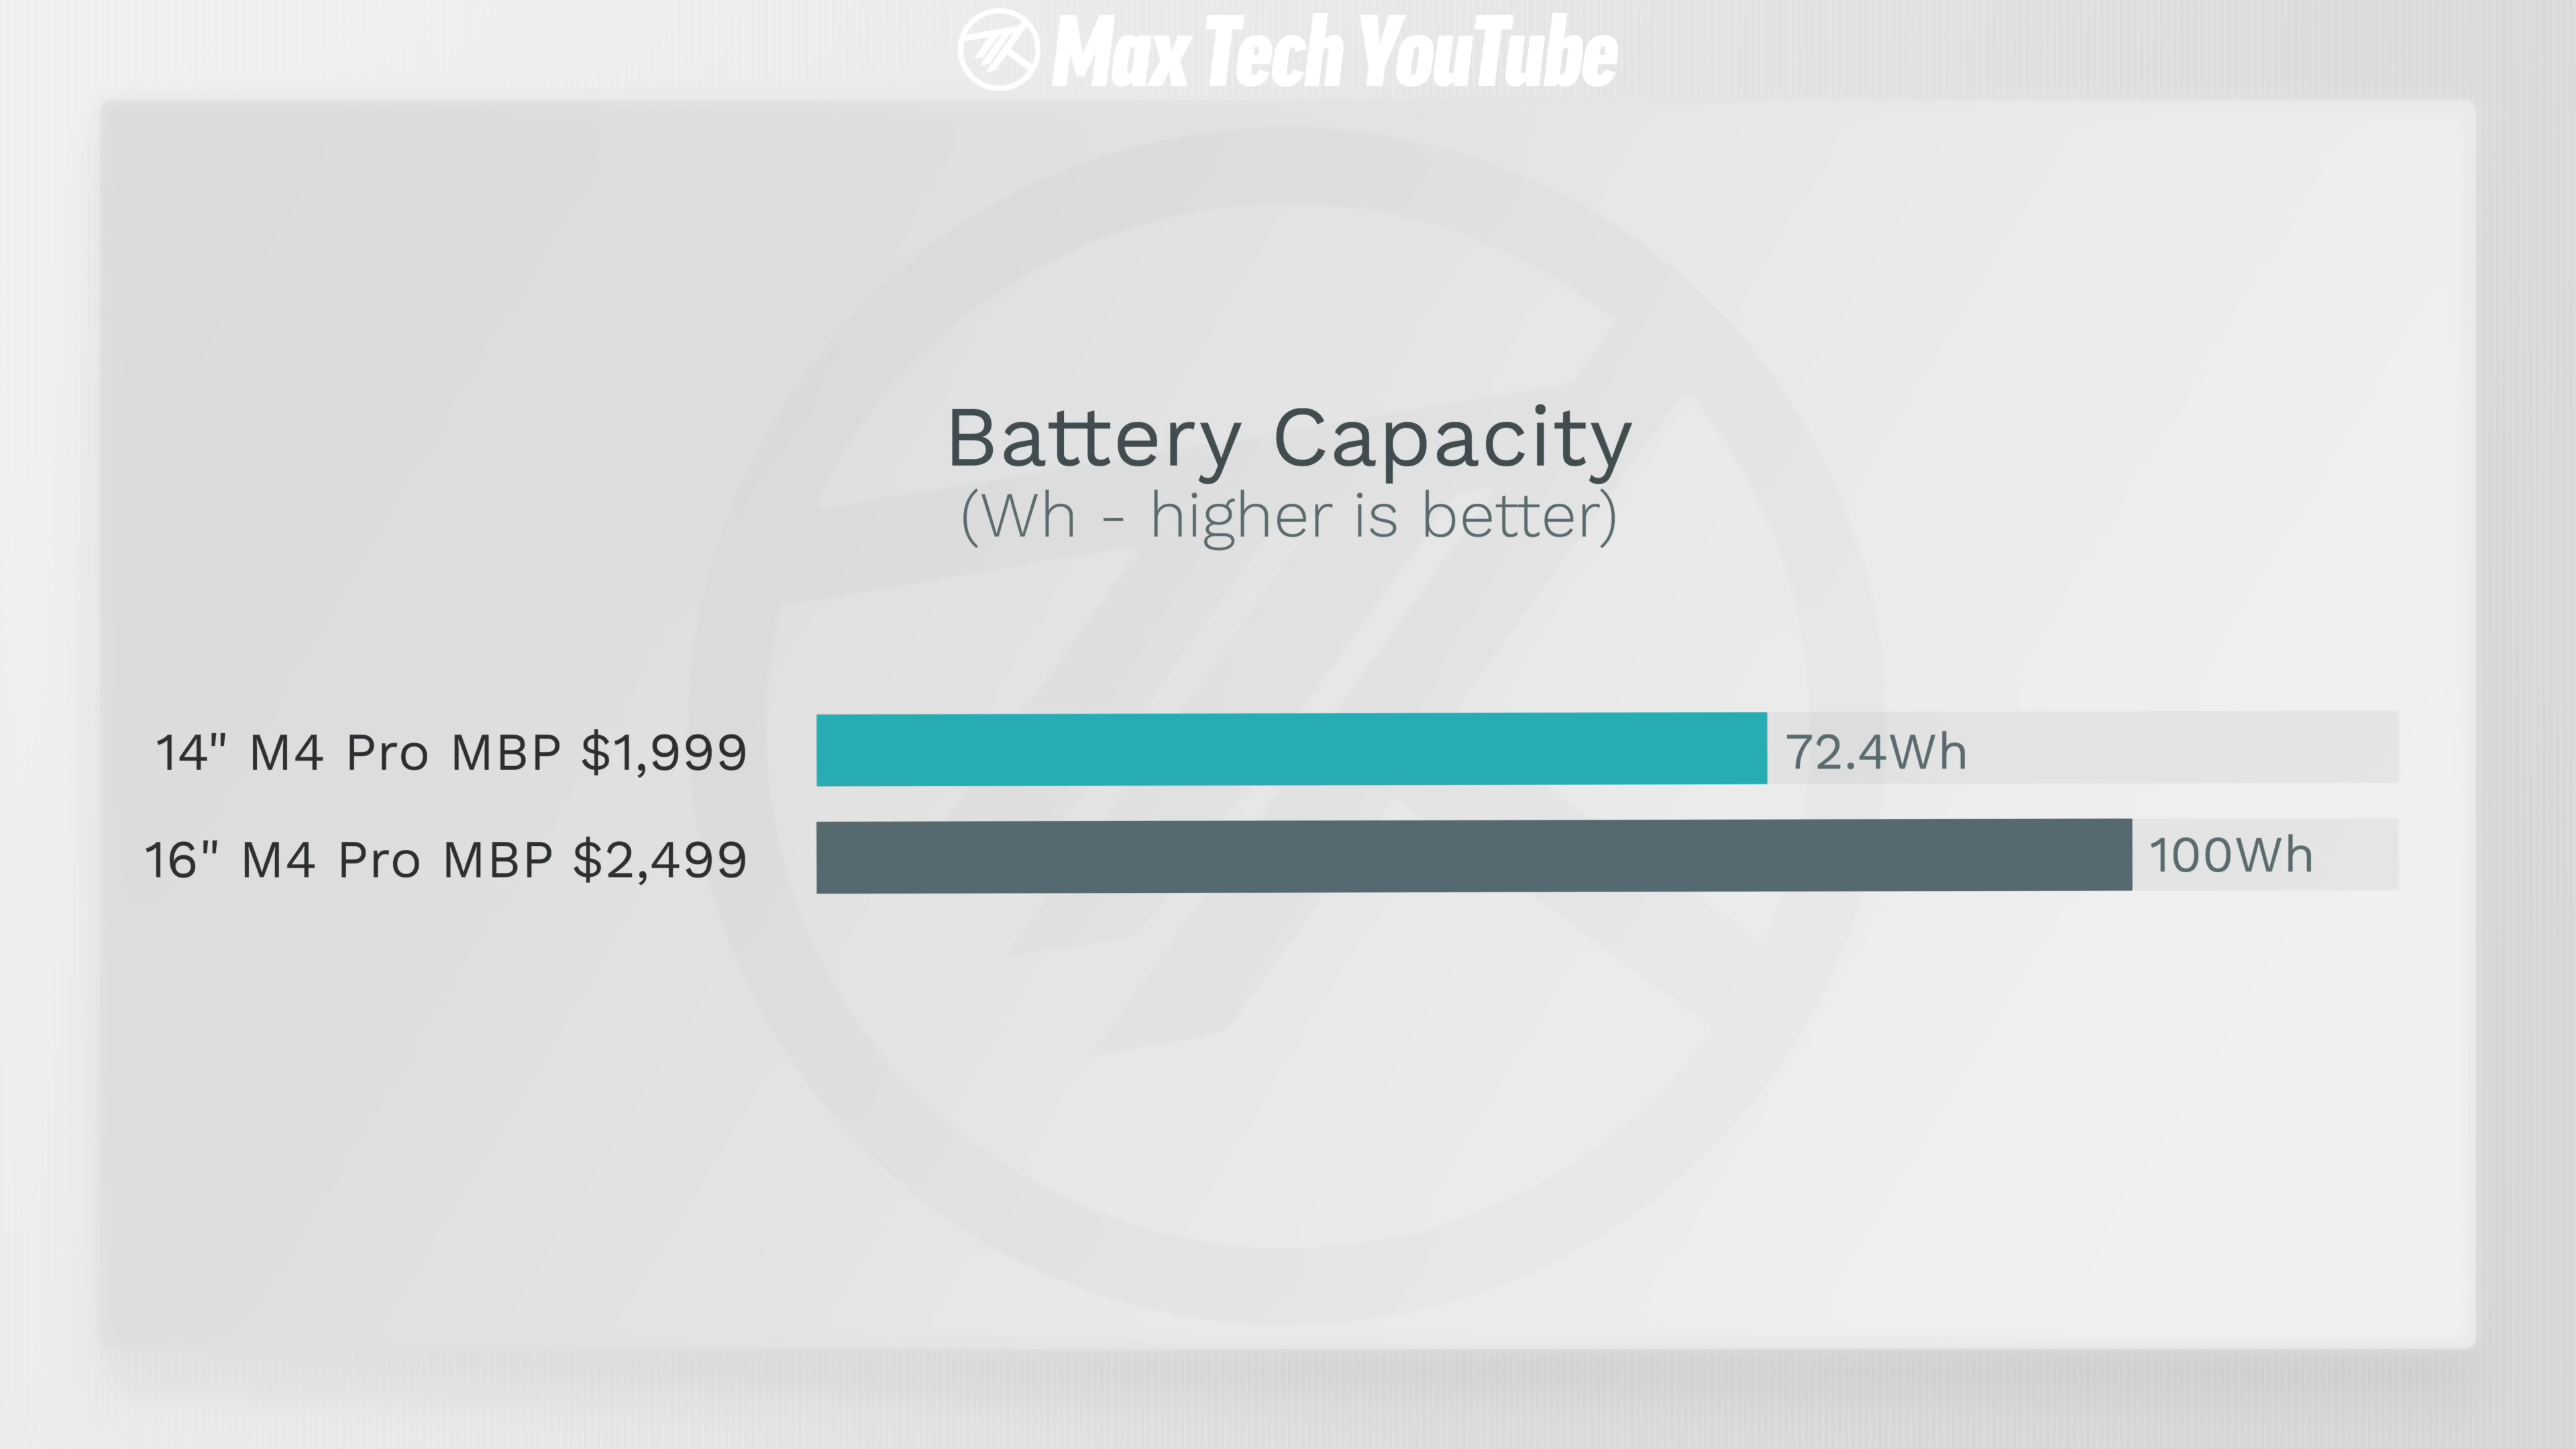 Max Tech YouTube
Battery Capacity
(Wh - higher is better)
14" M4 Pro MBP $1,999
72.4Wh
16" M4 Pro MBP $2,499
100Wh